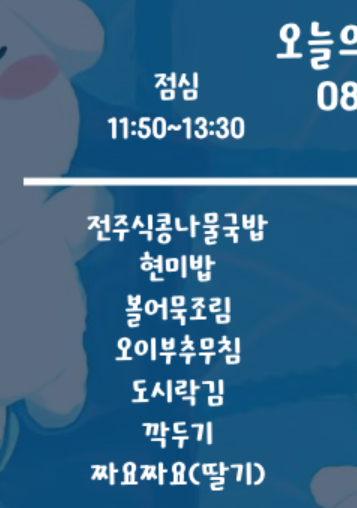 오늘의
08
점심
11:50~13:30
전주식콩나물국밥
현미밥
볼어묵조림
오이부추무침
도시락김
깍두기
짜요짜요(딸기)